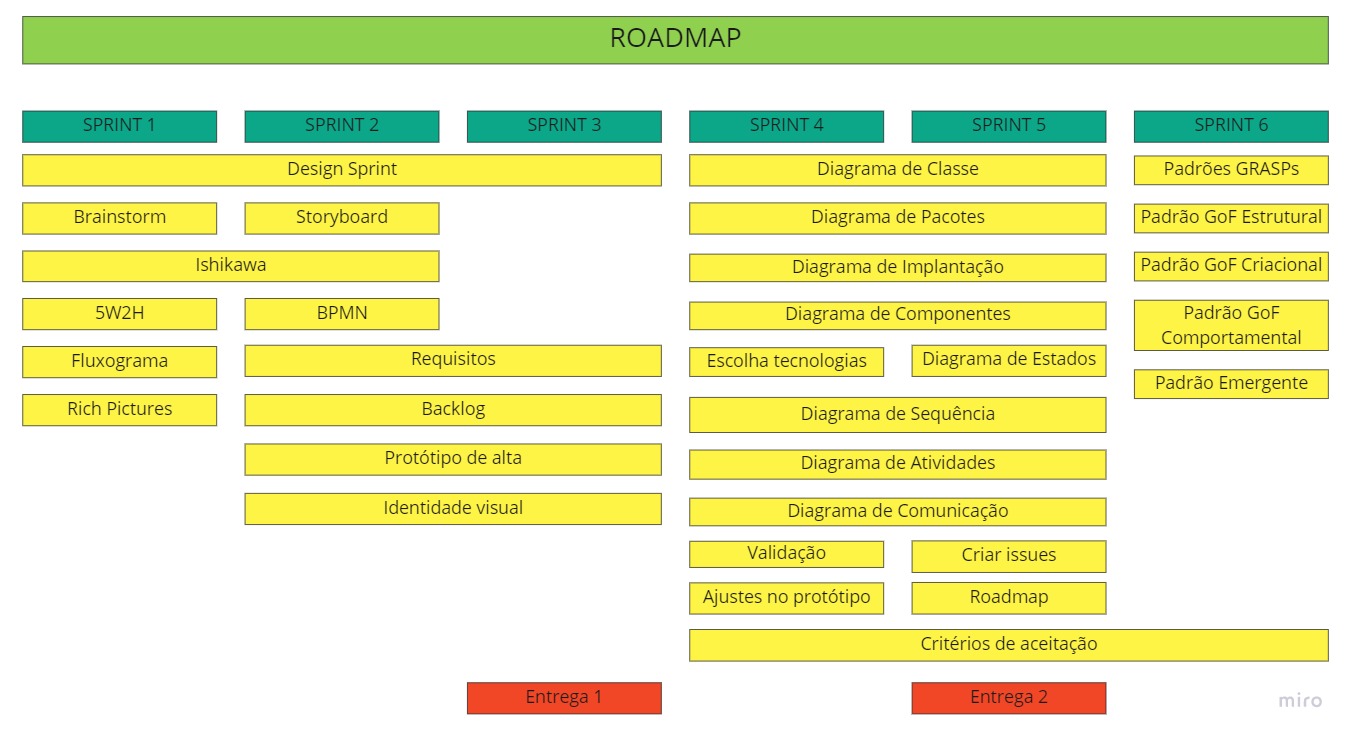 ROADMAP
SPRINT 1
SPRINT 2
SPRINT 3
SPRINT 4
SPRINT 5
SPRINT 6
Design Sprint
Diagrama de Classe
Padrões GRASPs
Brainstorm
Storyboard
Diagrama de Pacotes
Padrão GoF Estrutural
Ishikawa
Diagrama de Implantação
Padrão GoF Criacional
5W2H
BPMN
Diagrama de Componentes
Padrão GoF
Comportamental
Fluxograma
Requisitos
Escolha tecnologias
Diagrama de Estados
Padrão Emergente
Rich Pictures
Backlog
Diagrama de Sequência
Protótipo de alta
Diagrama de Atividades
Identidade visual
Diagrama de Comunicação
Validação
Criar issues
Ajustes no protótipo
Roadmap
Critérios de aceitação
Entrega 1
Entrega 2
miro